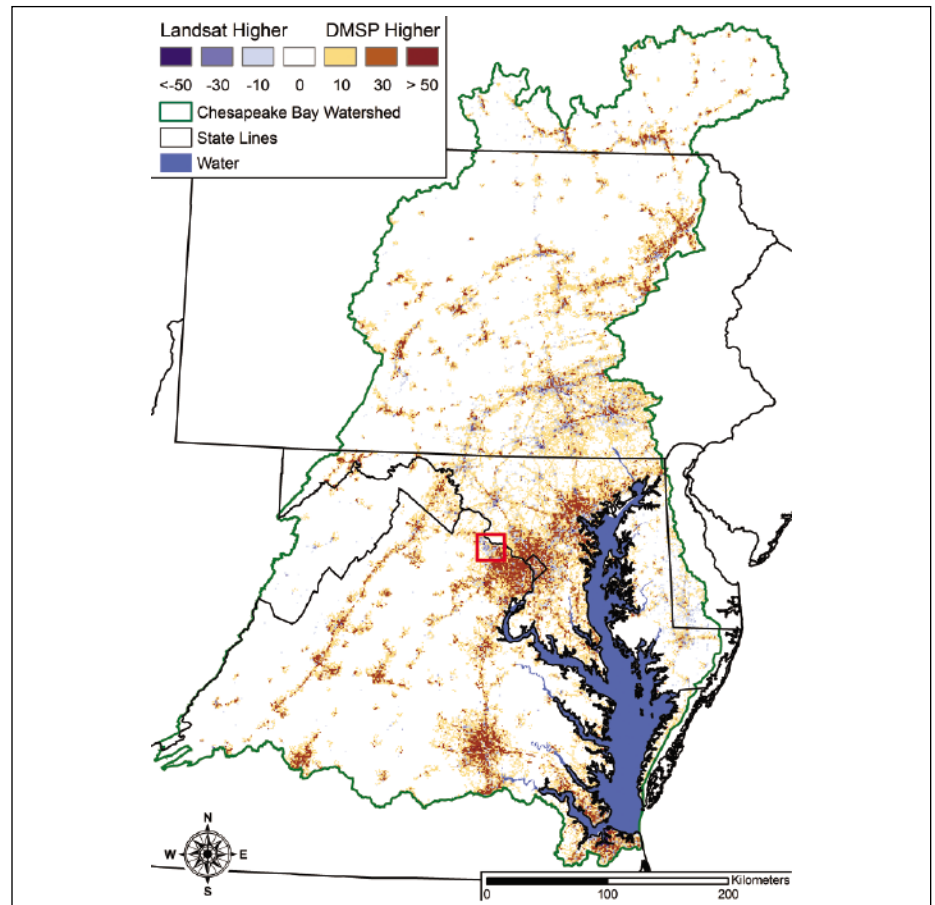 Landsat Higher DMSP Higher
<-50 -30 -10 0 10 30 > 50
Chesapeake Bay Watershed
State Lines
Water
N
W E
S
Kilometers
0 100 200